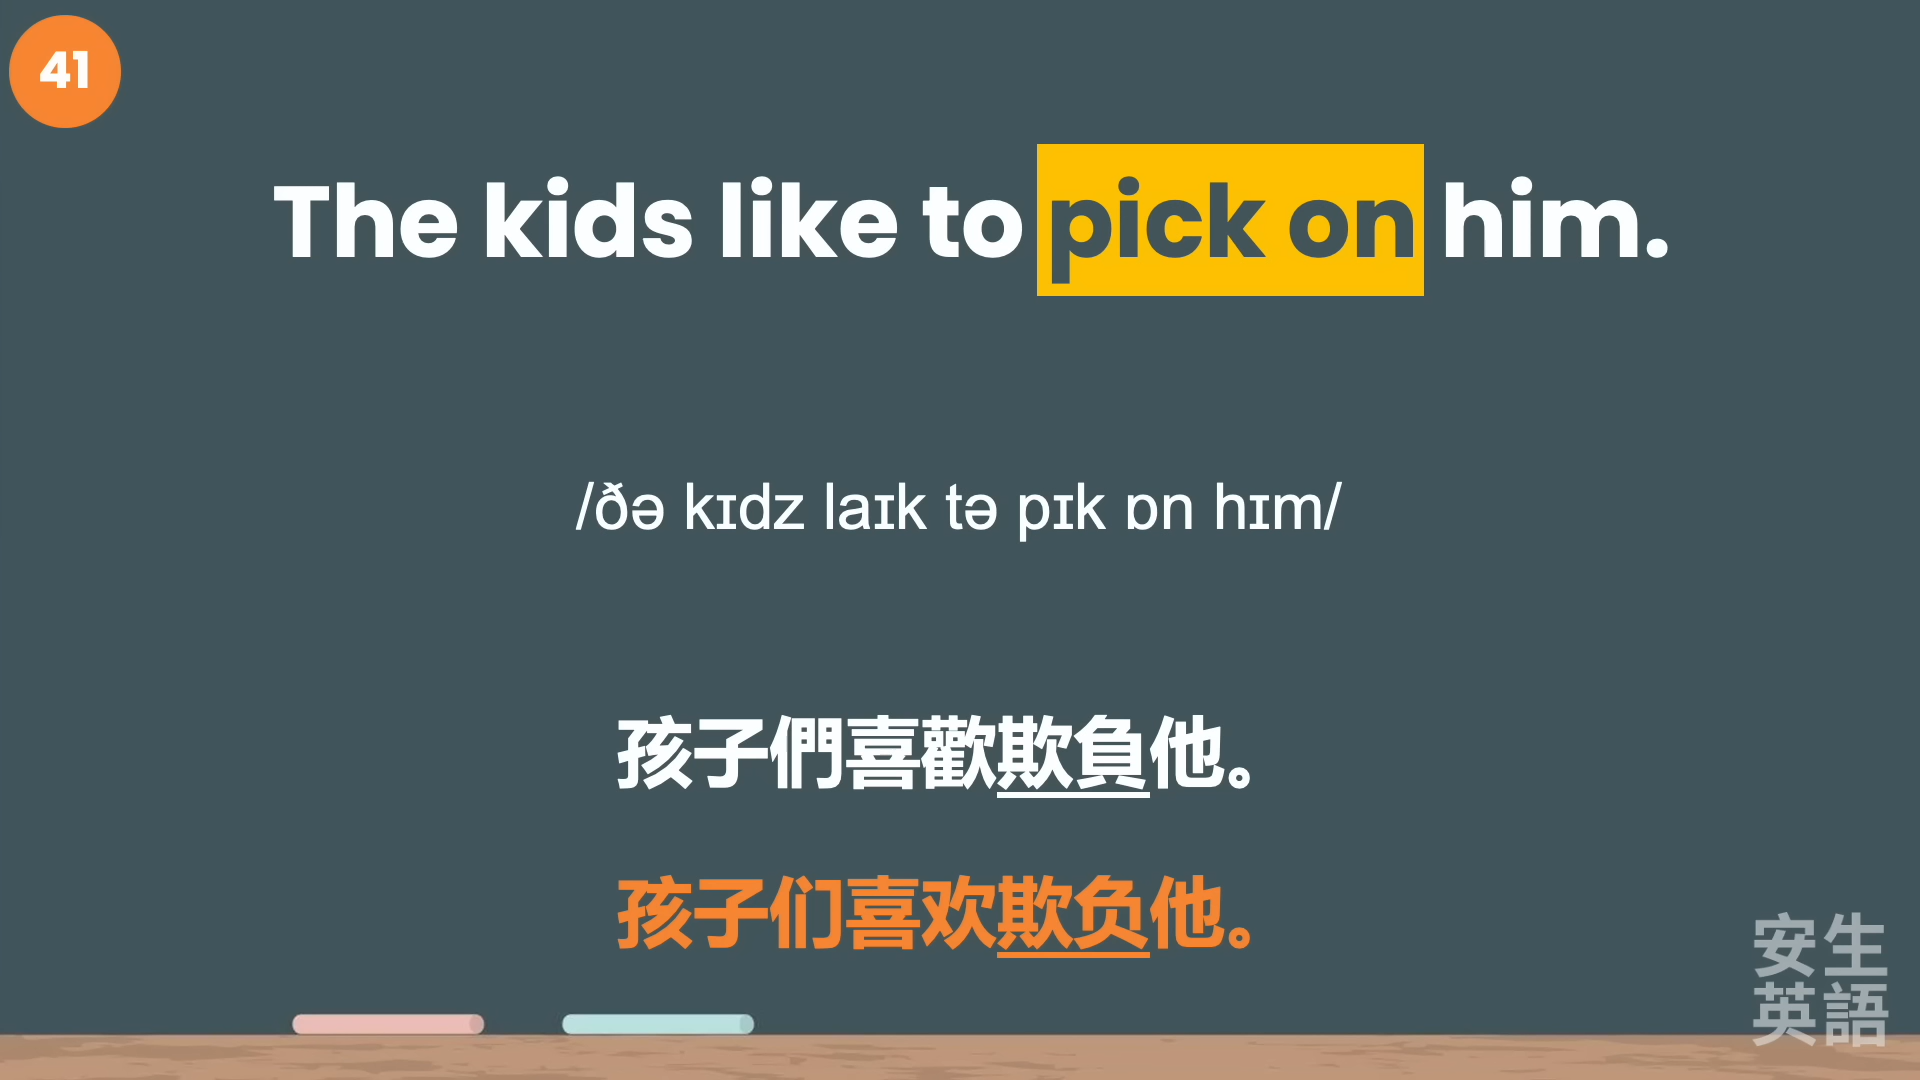 41
The kids like to pick on him.
/ðə kɪdz laɪk tə pɪk ɒn hɪm/
孩子們喜歡欺負他。
孩子们喜欢欺负他。
安生
英語